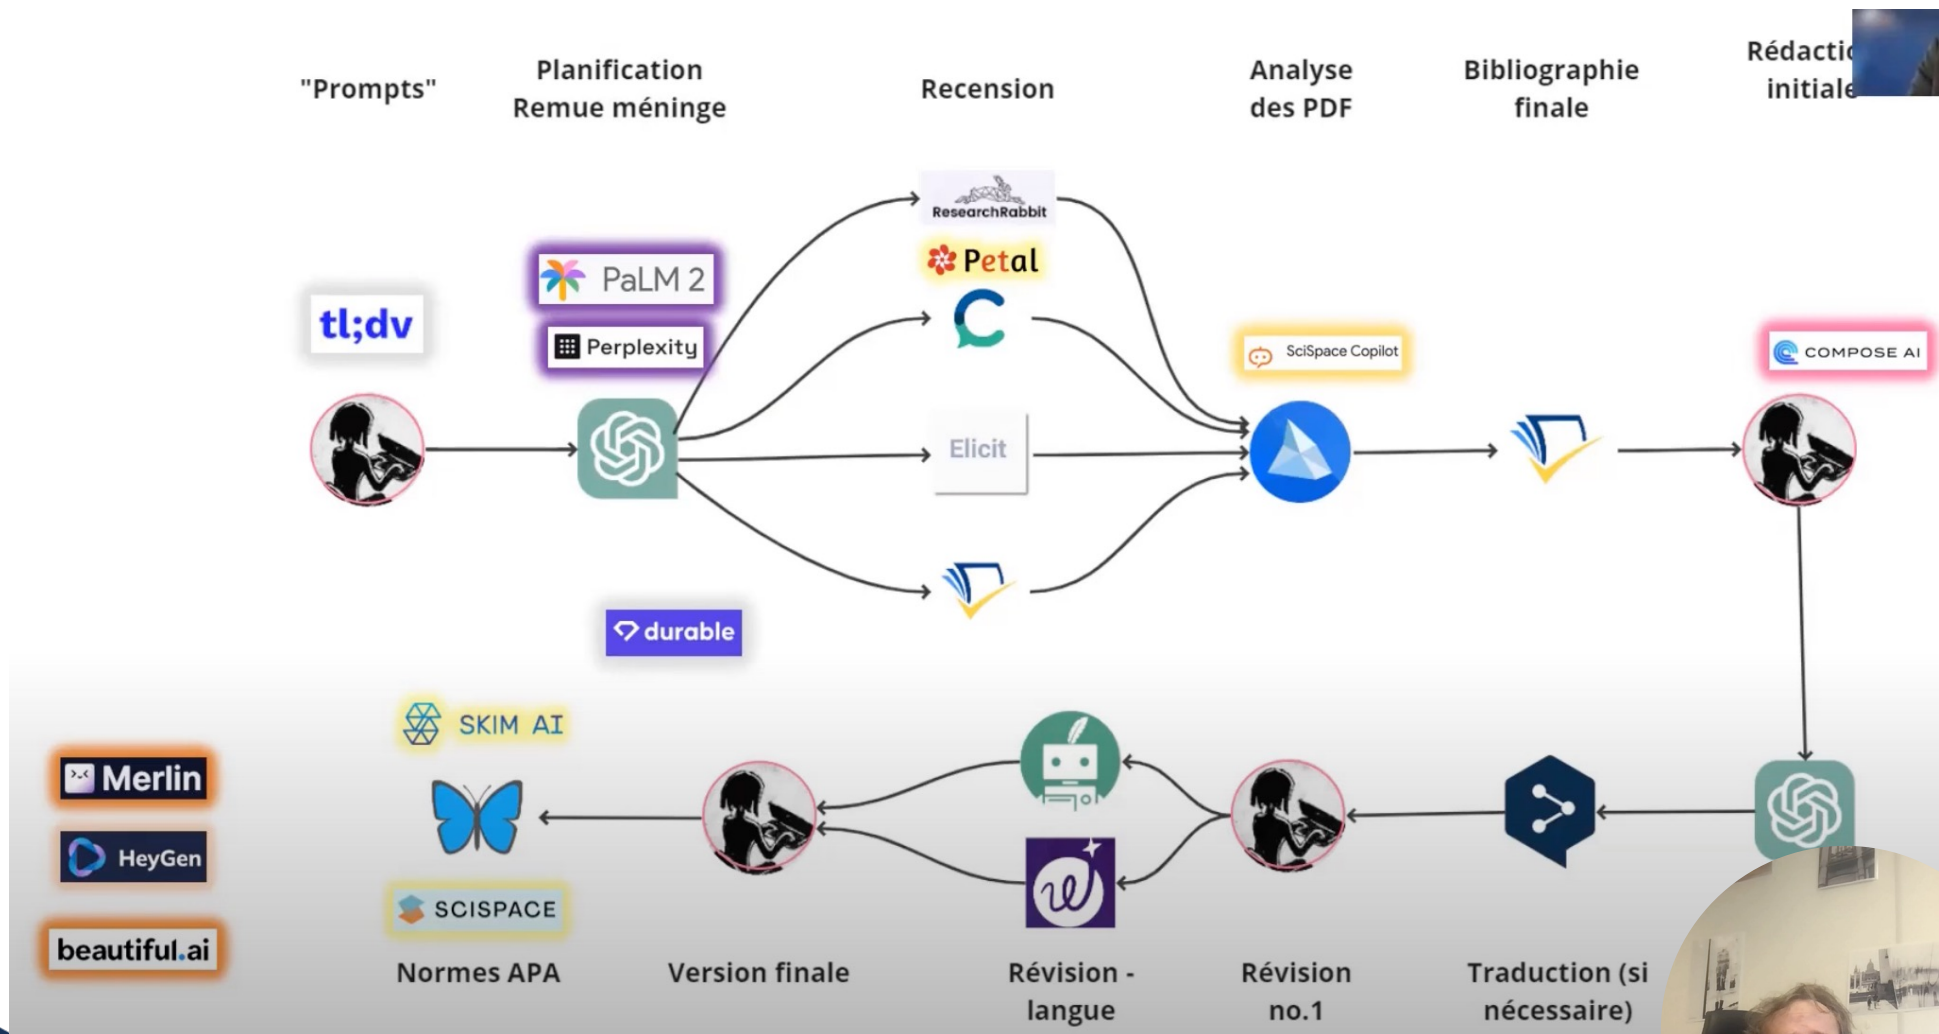 "Prompts"
Planification
Remue méninge
Recension
Analyse
des PDF
Bibliographie
finale
initiale
ResearchRabbit
Petal
PaLM 2
Perplexity
tl;dv
SciSpace Copilot
COMPOSE AI
Elicit
durable
SKIM AI
Merlin
HeyGen
SCISPACE
beautiful.ai
Normes APA
Version finale
Révision -
langue
Révision
no.1
Traduction (si
nécessaire)